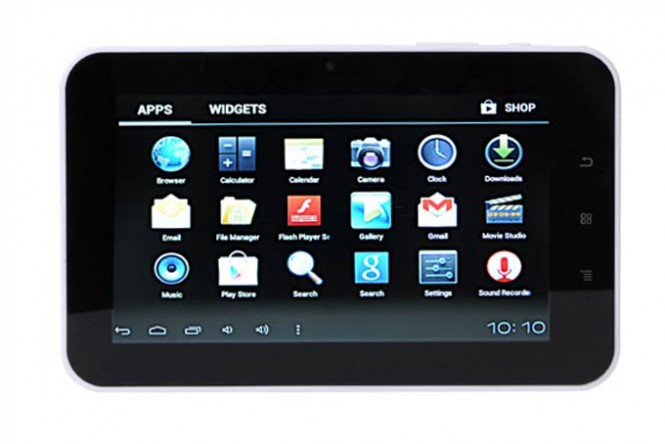 APPS WIDGETS SHOP
Browser Calculator Calendar Camera Clock Downloads
Email File Manager Flash Player Se Gallery Gmail Movie Studio
Music Play Store Search Search Settings Sound Recorde
10:10